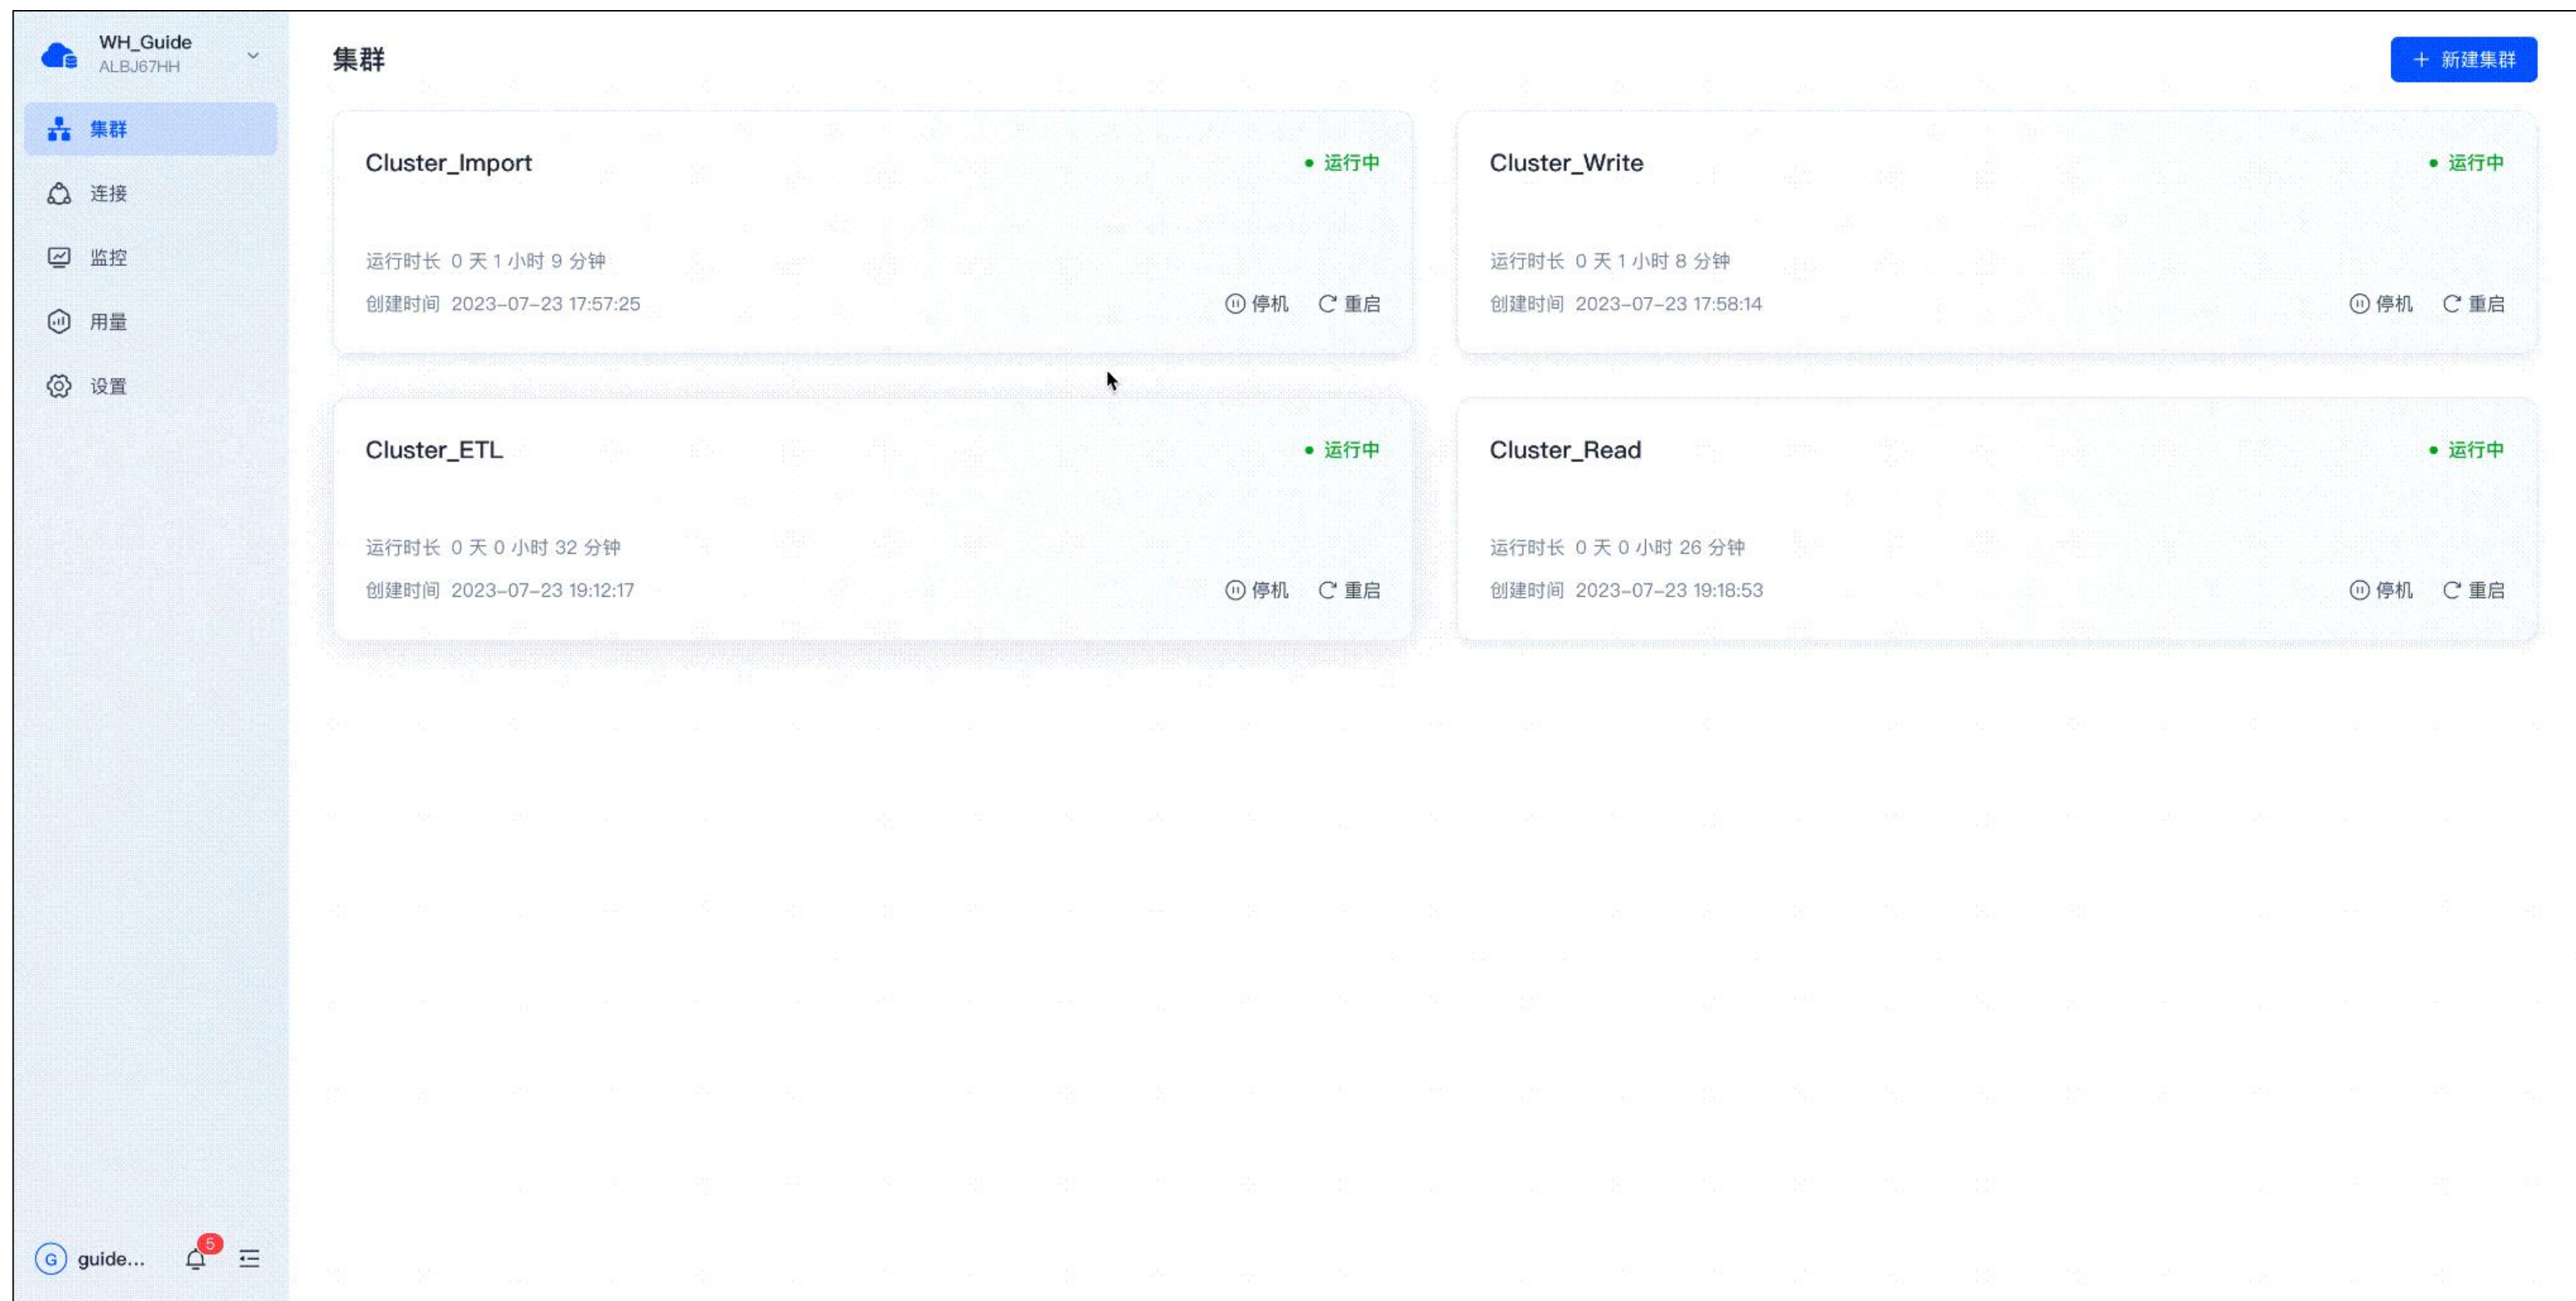 WH_Guide
ALBJ67HH
集群
连接
监控
用量
设置
G guide...
5
集群
+ 新建集群
Cluster_Import
运行中
运行时长 0 天 1 小时 9 分钟
创建时间 2023-07-23 17:57:25
停机 重启
Cluster_Write
运行中
运行时长 0 天 1 小时 8 分钟
创建时间 2023-07-23 17:58:14
停机 重启
Cluster_ETL
运行中
运行时长 0 天 0 小时 32 分钟
创建时间 2023-07-23 19:12:17
停机 重启
Cluster_Read
运行中
运行时长 0 天 0 小时 26 分钟
创建时间 2023-07-23 19:18:53
停机 重启